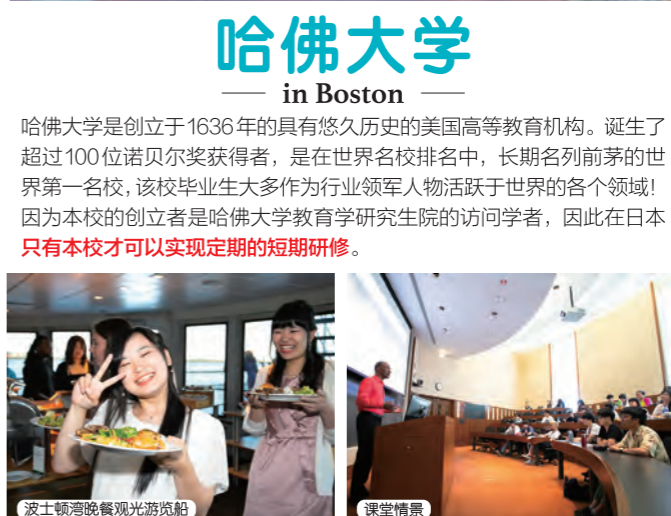 哈佛大学
in Boston
哈佛大学是创立于1636年的具有悠久历史的美国高等教育机构。诞生了
超过100位诺贝尔奖获得者，是在世界名校排名中，长期名列前茅的世
界第一名校，该校毕业生大多作为行业领军人物活跃于世界的各个领域！
因为本校的创立者是哈佛大学教育学研究生院的访问学者，因此在日本
只有本校才可以实现定期的短期研修。
波士顿湾晚餐观光游览船
课堂情景